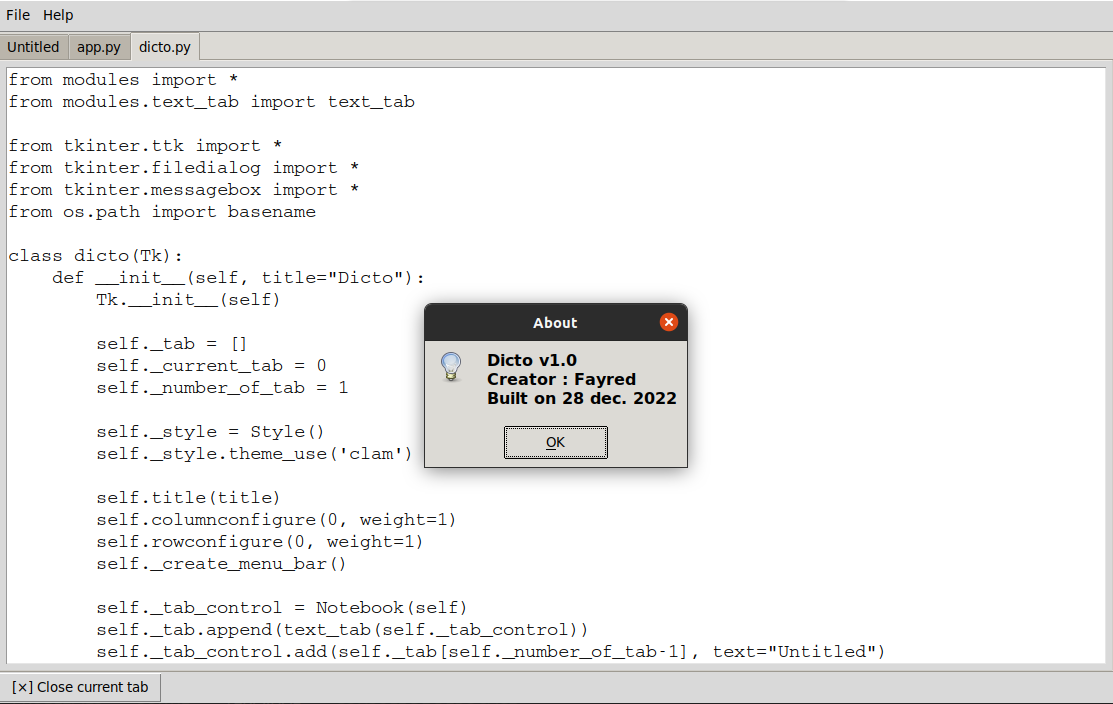 File Help
Untitled app.py dicto.py
from modules import *
from modules.text_tab import text_tab
from tkinter.ttk import *
from tkinter.filedialog import *
from tkinter.messagebox import *
from os.path import basename
class dicto(Tk):
    def __init__(self, title="Dicto"):
        Tk.__init__(self)
        self._tab = []
        self._current_tab = 0
        self._number_of_tab = 1
        self._style = Style()
        self._style.theme_use('clam')
        self.title(title)
        self.columnconfigure(0, weight=1)
        self.rowconfigure(0, weight=1)
        self._create_menu_bar()
        self._tab_control = Notebook(self)
        self._tab.append(text_tab(self._tab_control))
        self._tab_control.add(self._tab[self._number_of_tab-1], text="Untitled")
About
Dicto v1.0
Creator : Fayred
Built on 28 dec. 2022
OK
[×] Close current tab